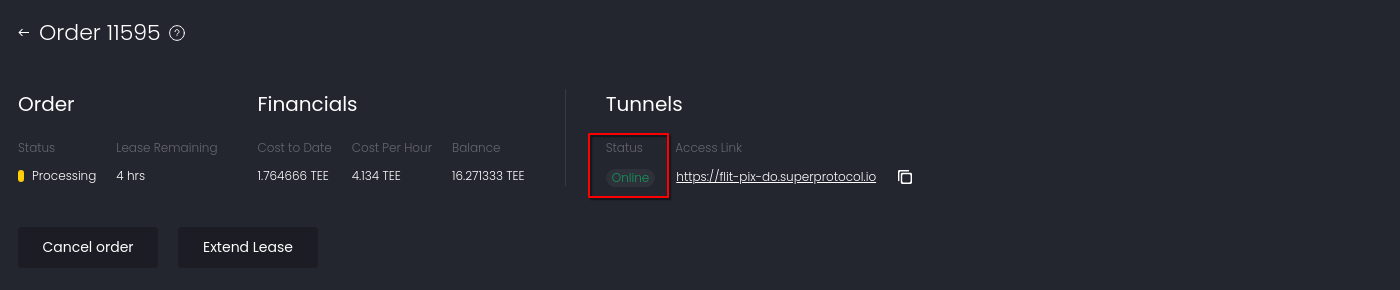 ← Order 11595 ?
Order Financials Tunnels
Status Lease Remaining Cost to Date Cost Per Hour Balance Status Access Link
Processing 4 hrs 1.764666 TEE 4.134 TEE 16.271333 TEE Online https://flit-pix-do.superprotocol.io
Cancel order Extend Lease